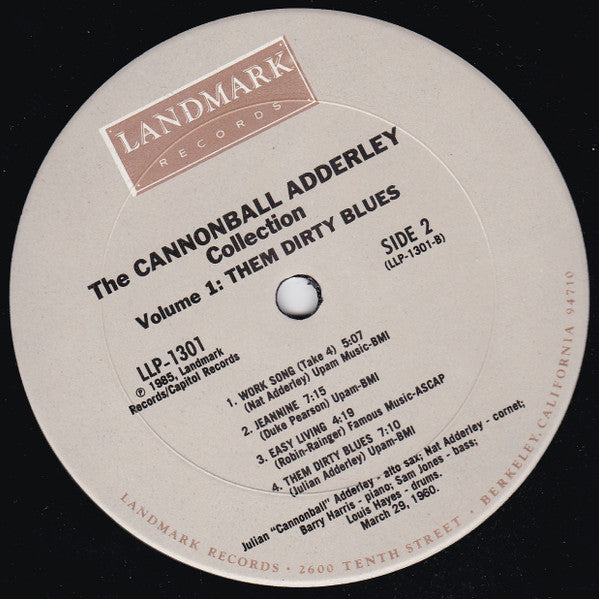 LANDMARK
RECORDS
The CANNONBALL ADDERLEY
Collection
Volume 1: THEM DIRTY BLUES
SIDE 2
(LLP-1301-B)
LLP-1301
℗ 1985, Landmark
Records/Capitol Records
1. WORK SONG (Take 4) 5:07
(Nat Adderley) Upam Music-BMI
2. JEANNINE 7:15
(Duke Pearson) Upam-BMI
3. EASY LIVING 4:19
(Robin-Rainger) Famous Music-ASCAP
4. THEM DIRTY BLUES 7:10
(Julian Adderley) Upam-BMI
Julian "Cannonball" Adderley - alto sax; Nat Adderley - cornet;
Barry Harris - piano; Sam Jones - bass;
Louis Hayes - drums.
March 29, 1960.
LANDMARK RECORDS • 2600 TENTH STREET • BERKELEY, CALIFORNIA 94710